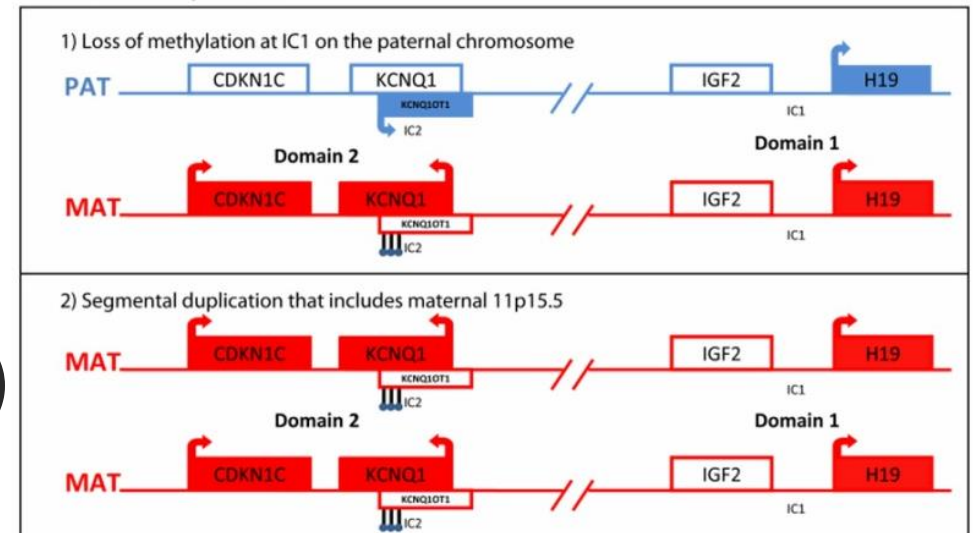 1) Loss of methylation at IC1 on the paternal chromosome
PAT CDKN1C KCNQ1 IGF2 H19
KCNQ1OT1
IC2 IC1
Domain 2 Domain 1
MAT CDKN1C KCNQ1 IGF2 H19
KCNQ1OT1
IC2 IC1
2) Segmental duplication that includes maternal 11p15.5
MAT CDKN1C KCNQ1 IGF2 H19
KCNQ1OT1
IC2 IC1
Domain 2 Domain 1
MAT CDKN1C KCNQ1 IGF2 H19
KCNQ1OT1
IC2 IC1